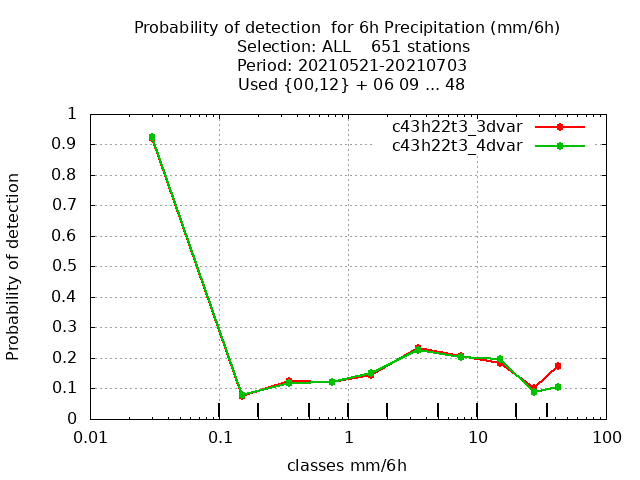 Probability of detection  for 6h Precipitation (mm/6h)
Selection: ALL    651 stations
Period: 20210521-20210703
Used {00,12} + 06 09 ... 48
c43h22t3_3dvar
c43h22t3_4dvar
Probability of detection
1
0.9
0.8
0.7
0.6
0.5
0.4
0.3
0.2
0.1
0
0.01 0.1 1 10 100
classes mm/6h